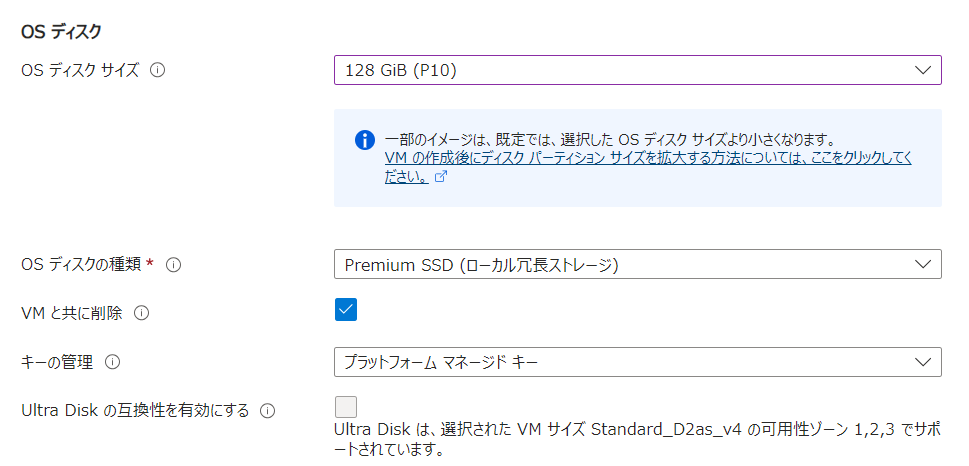 OS ディスク
OS ディスク サイズ
128 GiB (P10)
一部のイメージは、既定では、選択した OS ディスク サイズより小さくなります。
VM の作成後にディスク パーティション サイズを拡大する方法については、ここをクリックしてく
ださい。
OS ディスクの種類 *
Premium SSD (ローカル冗長ストレージ)
VM と共に削除
キーの管理
プラットフォーム マネージド キー
Ultra Disk の互換性を有効にする
Ultra Disk は、選択された VM サイズ Standard_D2as_v4 の可用性ゾーン 1,2,3 でサポ
ートされています。